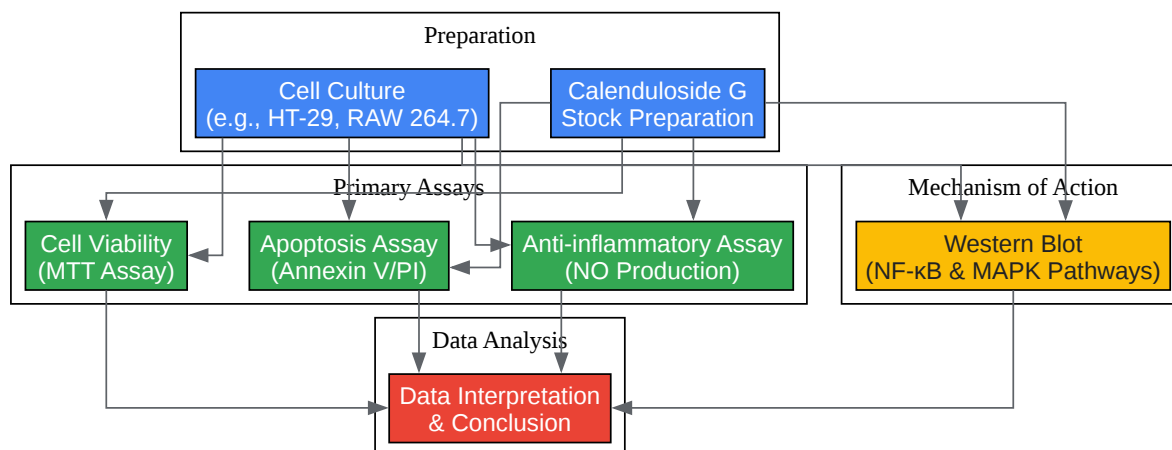 Preparation
Cell Culture
(e.g., HT-29, RAW 264.7)
Calenduloside G
Stock Preparation
Primary Assays
Cell Viability
(MTT Assay)
Apoptosis Assay
(Annexin V/PI)
Anti-inflammatory Assay
(NO Production)
Mechanism of Action
Western Blot
(NF-κB & MAPK Pathways)
Data Analysis
Data Interpretation
& Conclusion